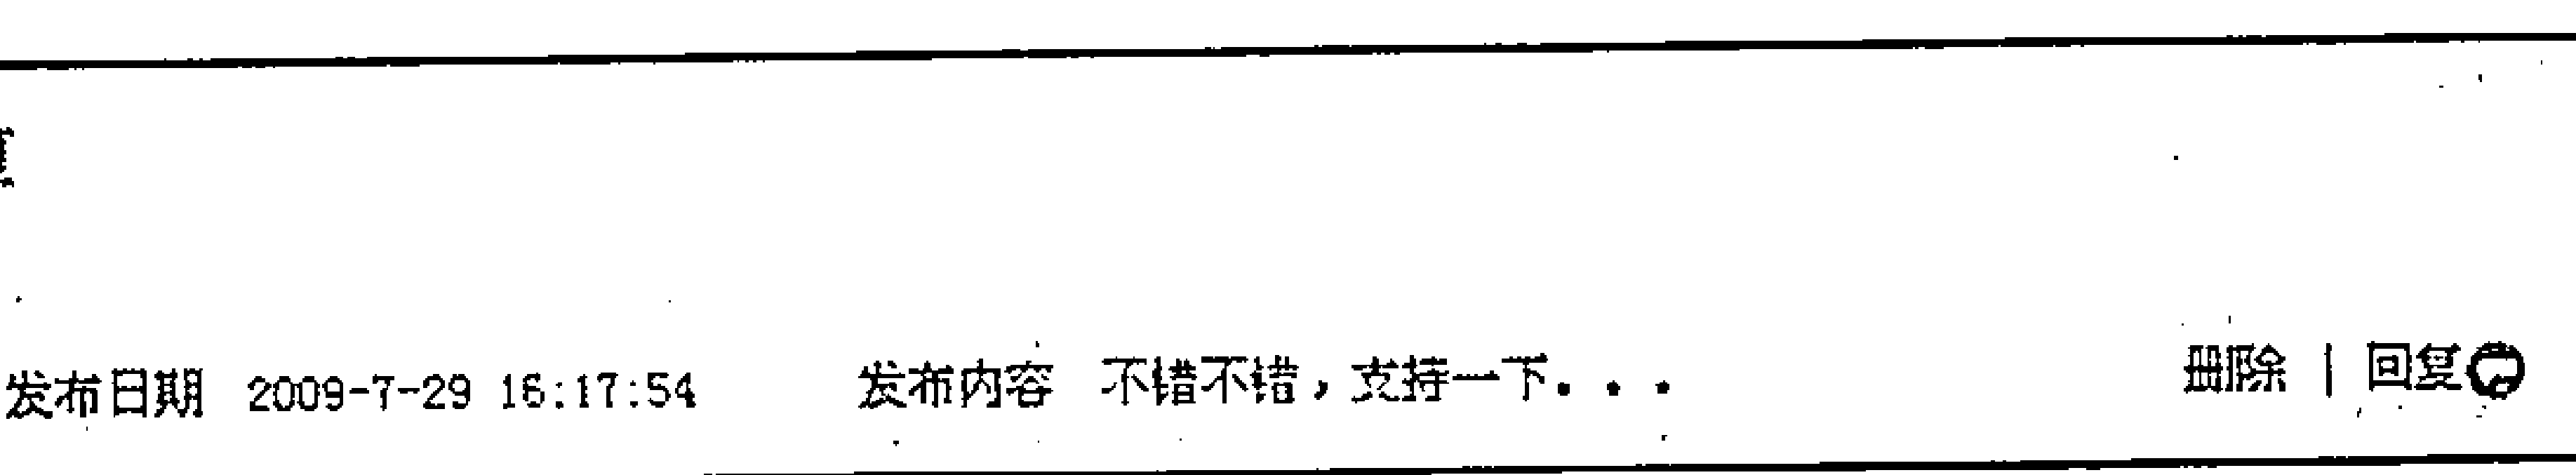 发布日期 2009-7-29 16:17:54 发布内容 不错不错，支持一下... 删除 | 回复